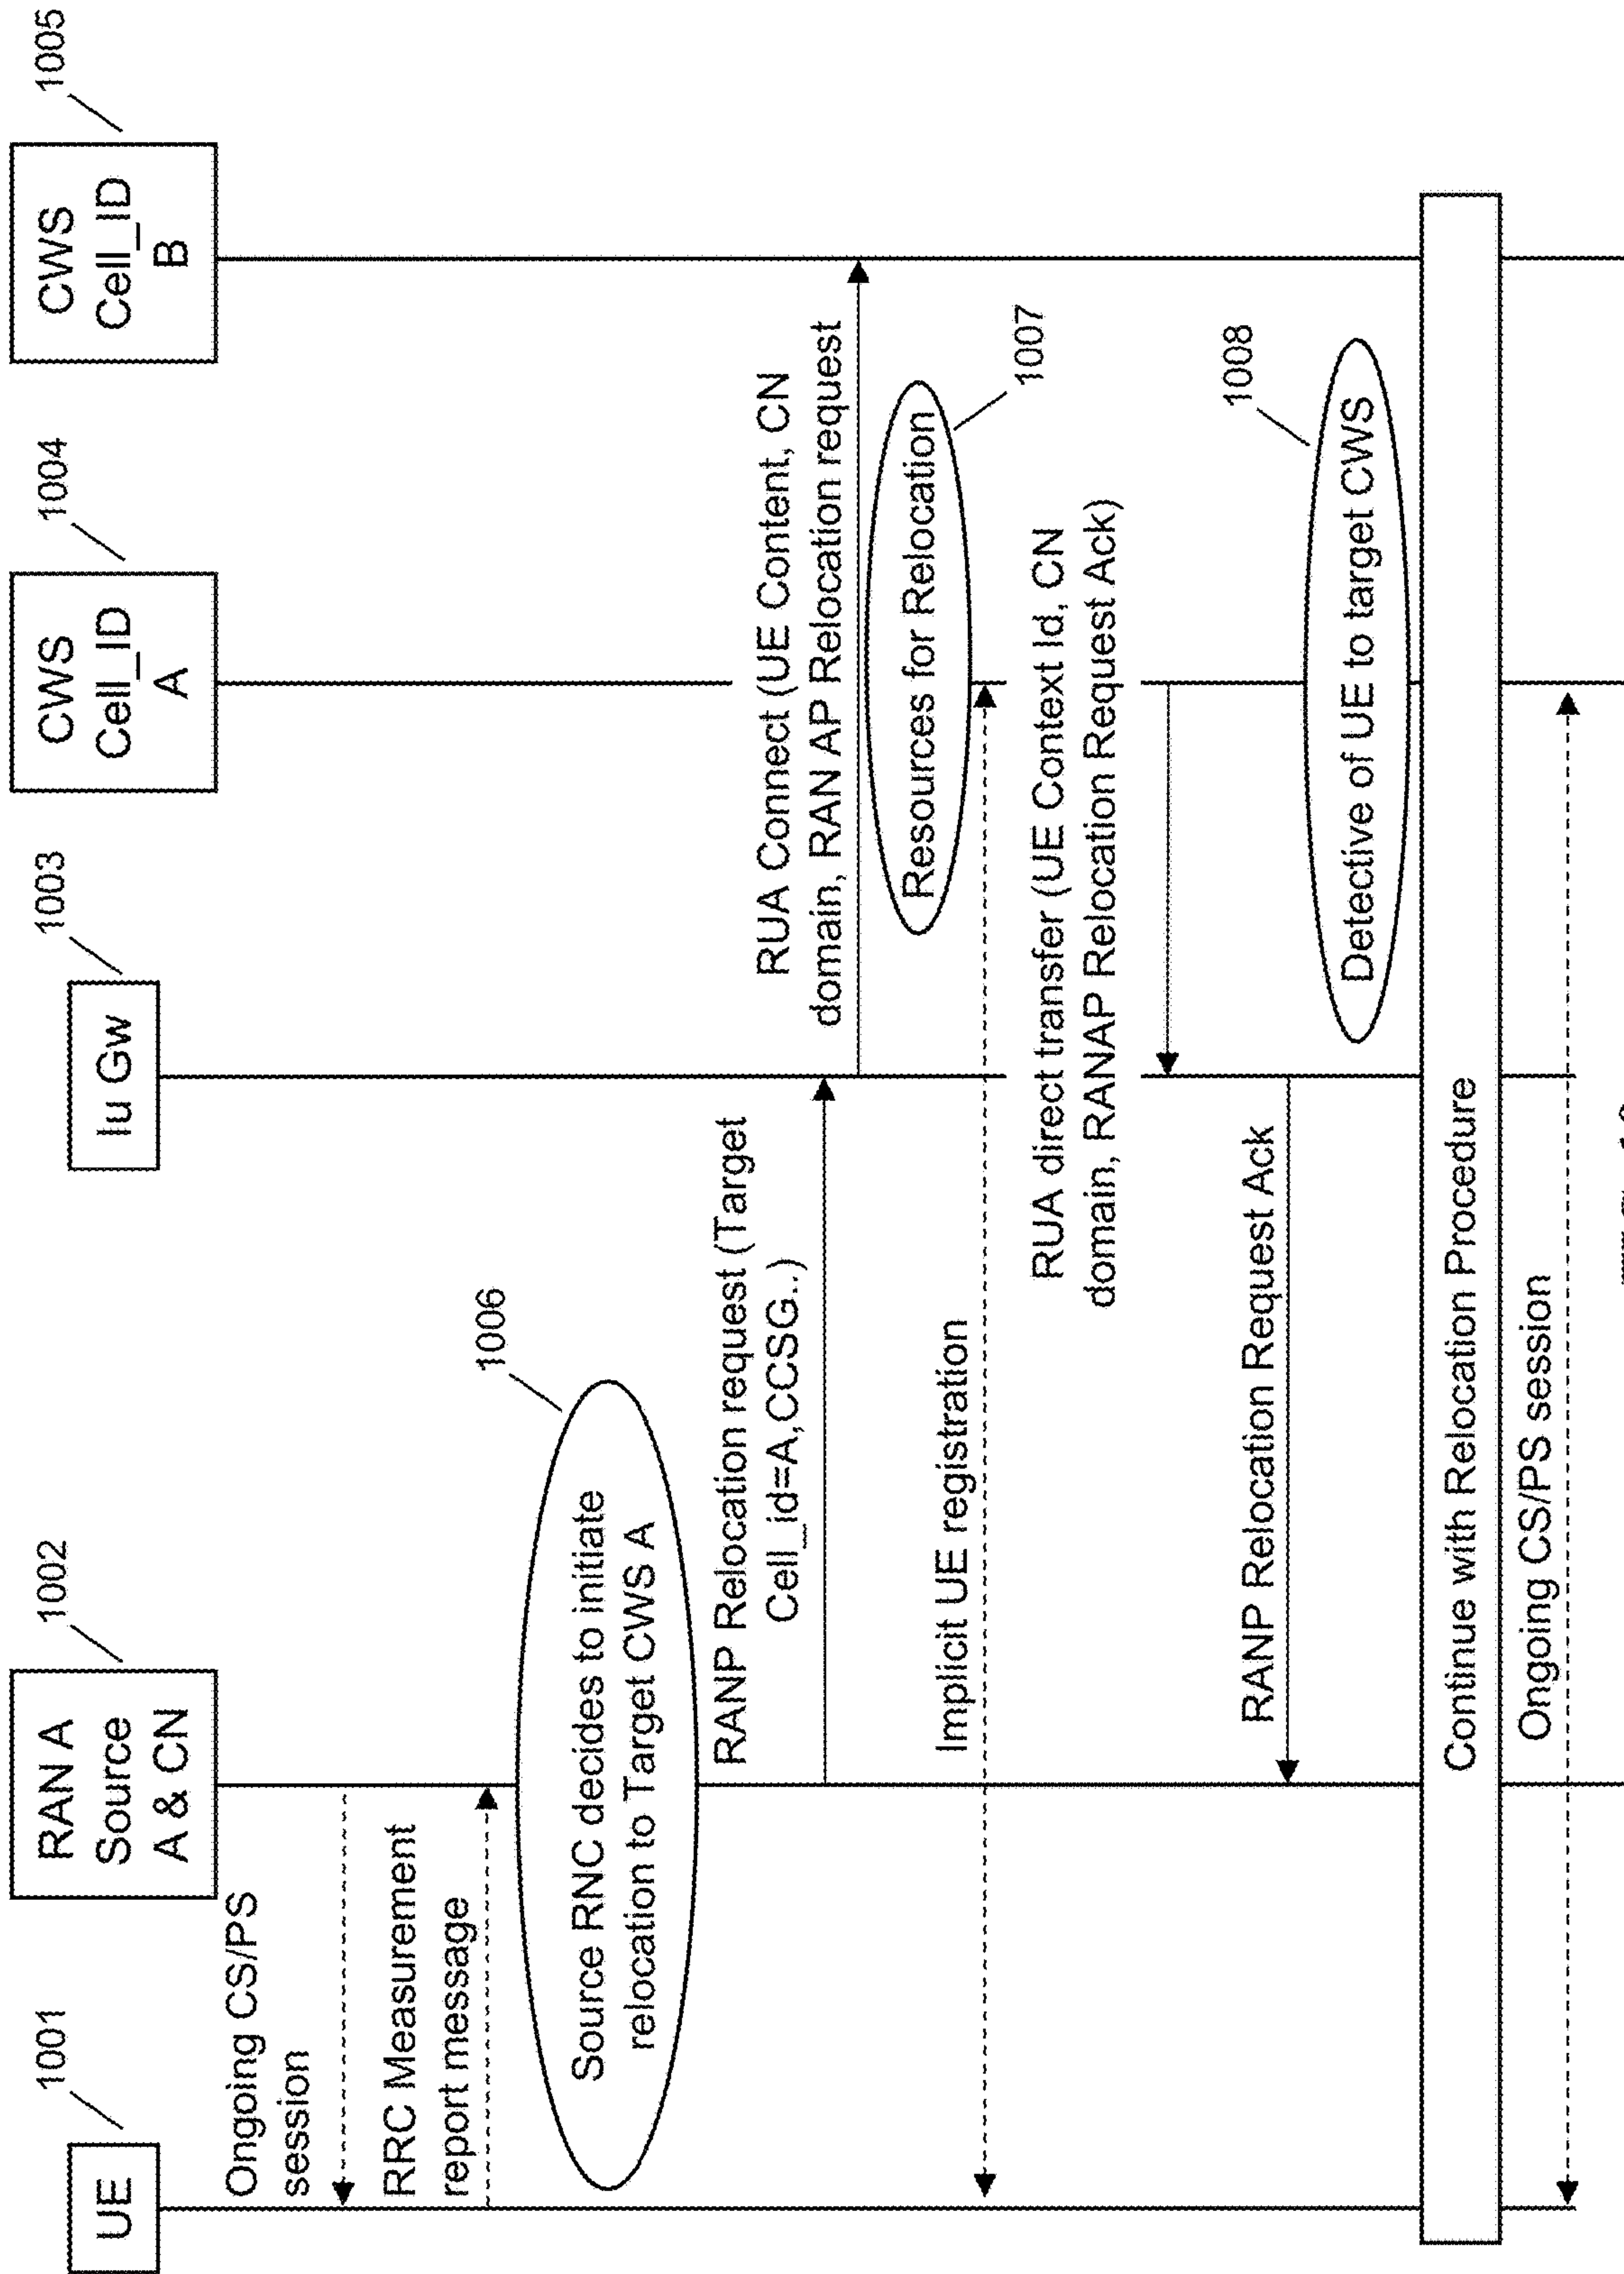 1001
UE
1002
RAN A
Source
A & CN
1003
Iu Gw
1004
CWS
Cell_ID
A
1005
CWS
Cell_ID
B
Ongoing CS/PS
session
RRC Measurement
report message
1006
Source RNC decides to initiate
relocation to Target CWS A
RANP Relocation request (Target
Cell_id=A,CCSG..)
RUA Connect (UE Content, CN
domain, RAN AP Relocation request
Resources for Relocation
1007
Implicit UE registration
RUA direct transfer (UE Context Id, CN
domain, RANAP Relocation Request Ack)
RANP Relocation Request Ack
1008
Detective of UE to target CWS
Continue with Relocation Procedure
Ongoing CS/PS session